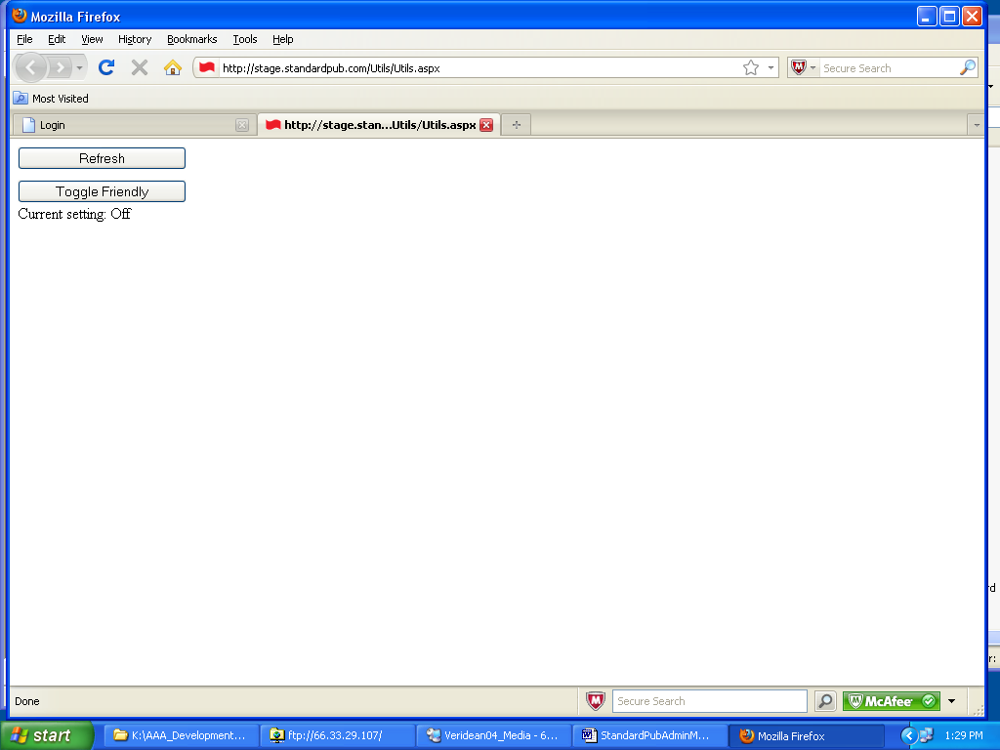 Mozilla Firefox
File Edit View History Bookmarks Tools Help
http://stage.standardpub.com/Utils/Utils.aspx Secure Search
Most Visited
Login http://stage.stan...Utils/Utils.aspx
Refresh
Toggle Friendly
Current setting: Off
rd
r:
Done Secure Search McAfee
start K:\AAA_Development... ftp://66.33.29.107/ Veridean04_Media - 6... StandardPubAdminM... Mozilla Firefox 1:29 PM